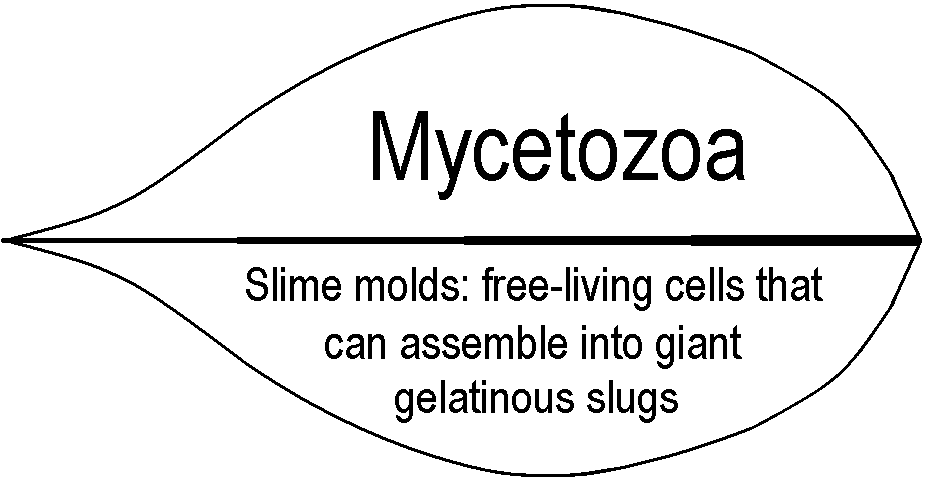 Mycetozoa
Slime molds: free-living cells that
can assemble into giant
gelatinous slugs